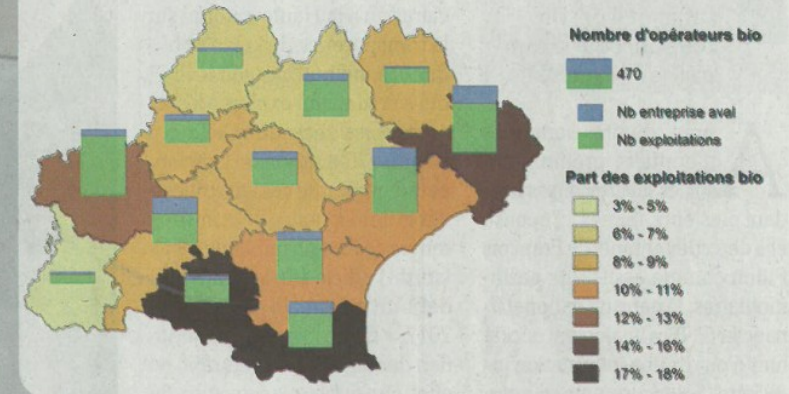 Nombre d'opérateurs bio
470
Nb entreprise aval
Nb exploitations
Part des exploitations bio
3% - 5%
6% - 7%
8% - 9%
10% - 11%
12% - 13%
14% - 16%
17% - 18%